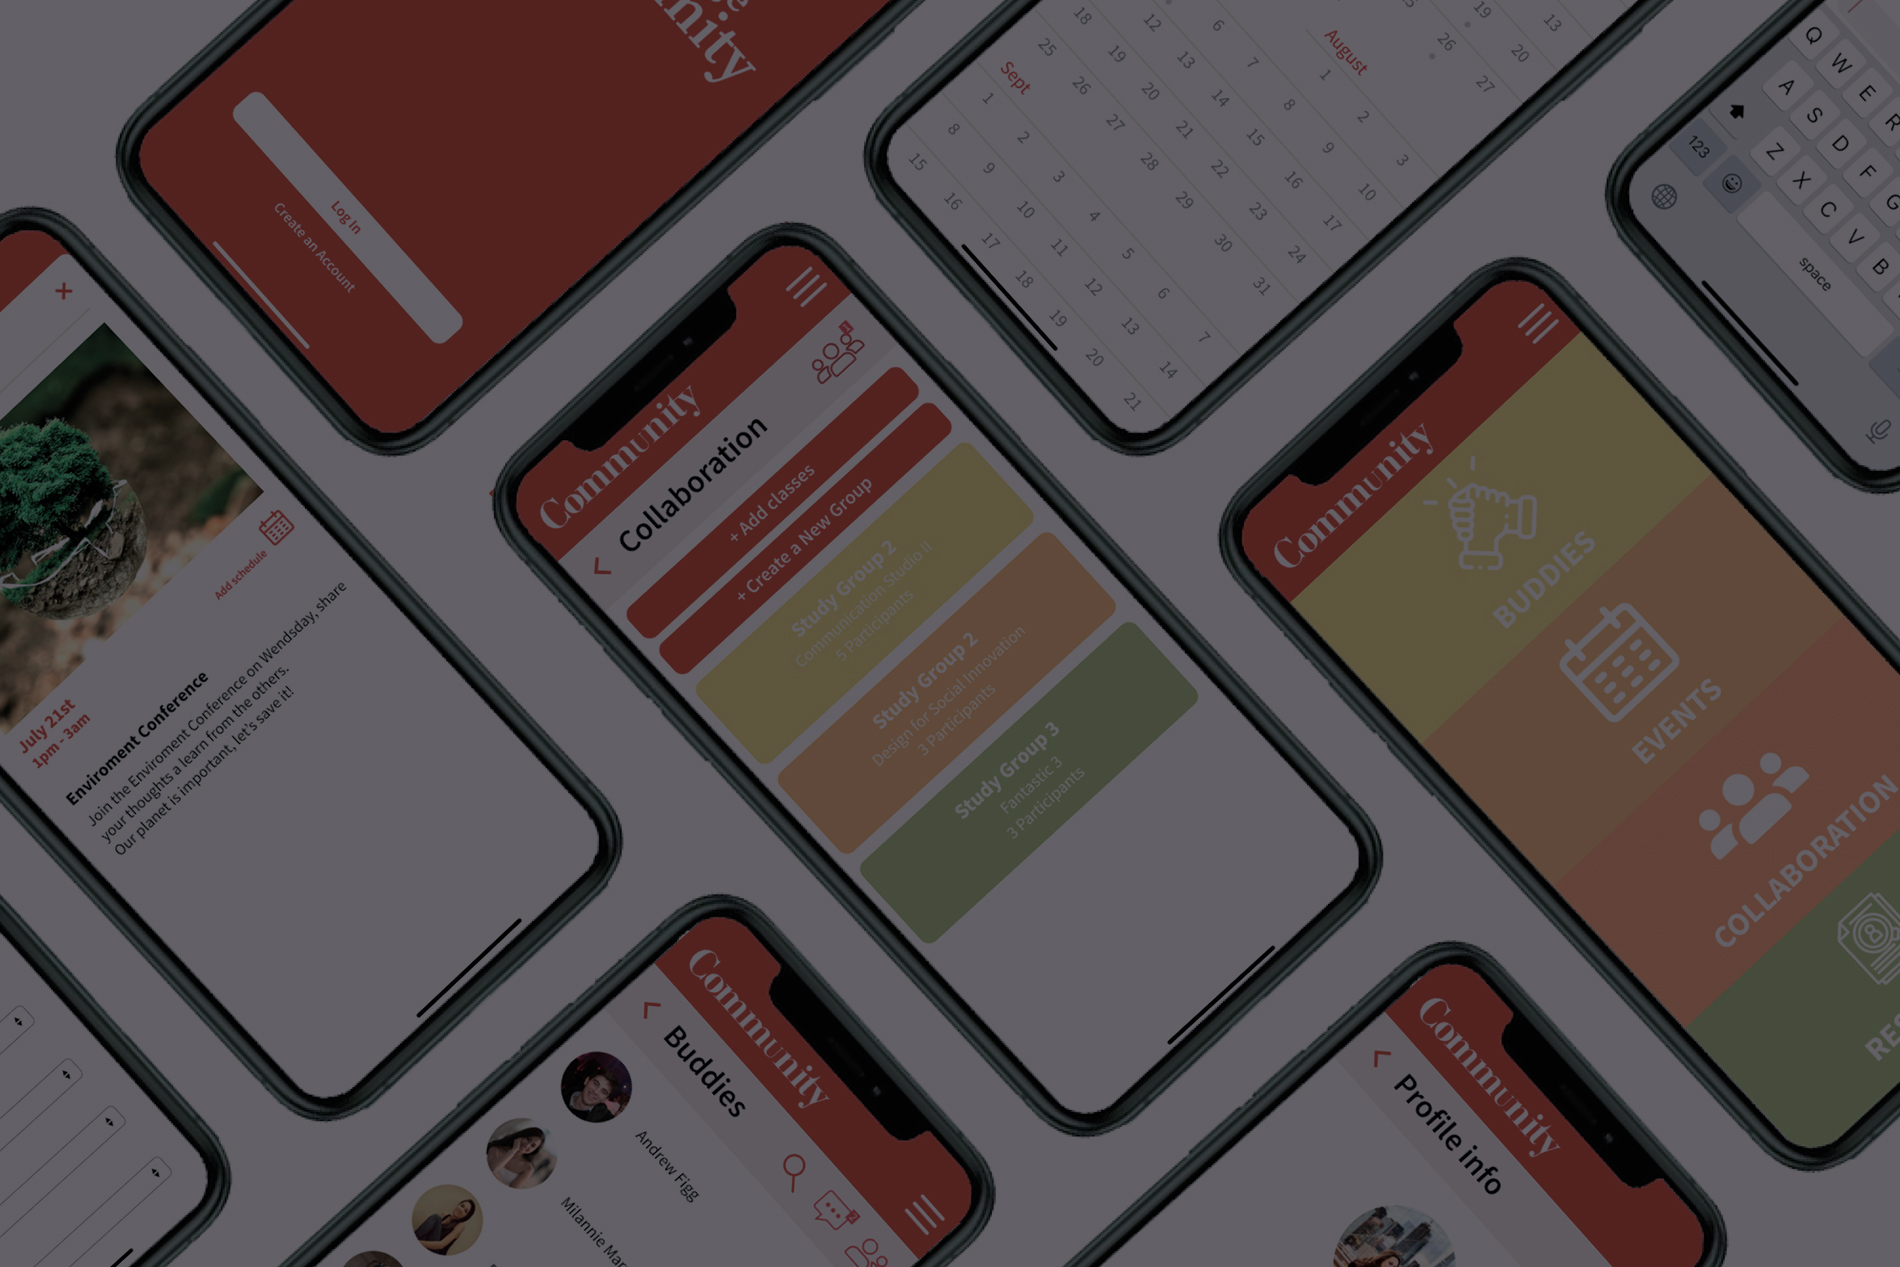 Log In
Create an Account
Sept
August
18
25
12
19
26
6
13
20
27
7
14
21
28
1
8
15
22
29
2
9
16
23
30
3
10
17
24
31
19
26
13
20
27
1
8
15
2
9
16
3
10
17
4
11
18
5
12
19
6
13
20
7
14
21
Q W E R
A S D F G
Z X C V B
123
space
+
Add schedule
July 21st
1pm - 3am
Enviroment Conference
Join the Enviroment Conference on Wendsday, share
your thoughts a learn from the others.
Our planet is important, let's save it!
Community
Collaboration
+ Add classes
+ Create a New Group
Study Group 2
Communication Studio II
5 Participants
Study Group 2
Design for Social Innovation
3 Participants
Study Group 3
Fantastic 3
3 Participants
Community
BUDDIES
EVENTS
COLLABORATION
Community
Buddies
Andrew Figg
Milannie
Community
Profile info